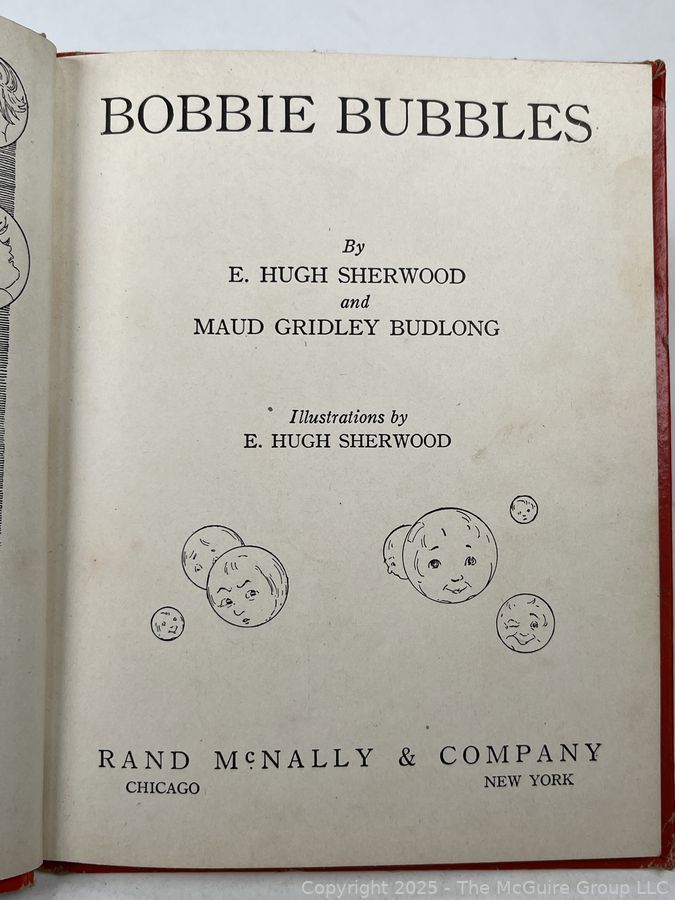 BOBBIE BUBBLES
By
E. HUGH SHERWOOD
and
MAUD GRIDLEY BUDLONG
Illustrations by
E. HUGH SHERWOOD
RAND McNALLY & COMPANY
CHICAGO NEW YORK
Copyright 2025 - The McGuire Group LLC